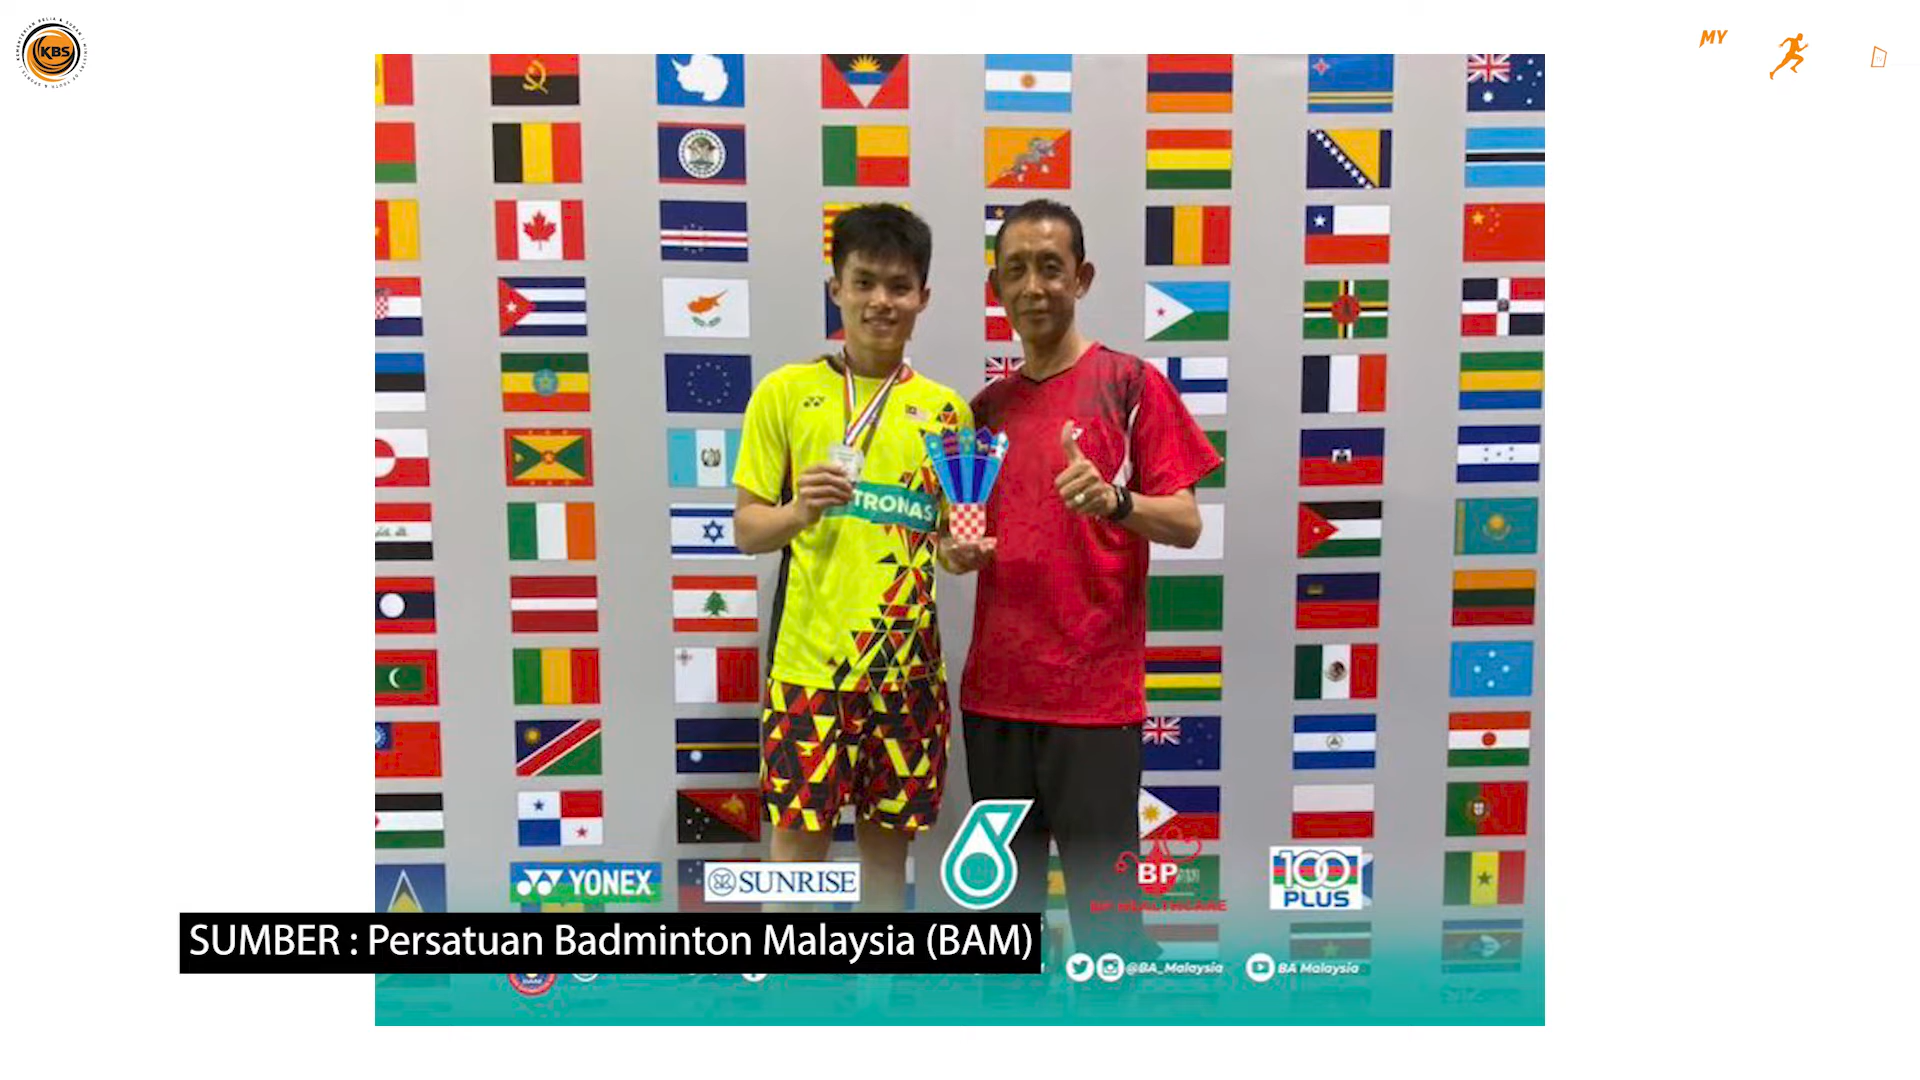 KBS
MY
TRONAS
YONEX
SUNRISE
BP
BP HEALTHCARE
100
PLUS
SUMBER : Persatuan Badminton Malaysia (BAM)
@BA_Malaysia
BA Malaysia